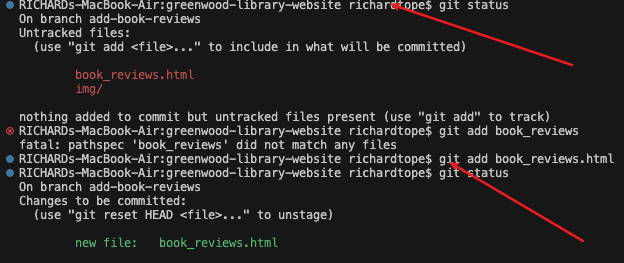 RICHARDs-MacBook-Air:greenwood-library-website richardtope$ git status
On branch add-book-reviews
Untracked files:
  (use "git add <file>..." to include in what will be committed)

        book_reviews.html
        img/

nothing added to commit but untracked files present (use "git add" to track)
RICHARDs-MacBook-Air:greenwood-library-website richardtope$ git add book_reviews
fatal: pathspec 'book_reviews' did not match any files
RICHARDs-MacBook-Air:greenwood-library-website richardtope$ git add book_reviews.html
RICHARDs-MacBook-Air:greenwood-library-website richardtope$ git status
On branch add-book-reviews
Changes to be committed:
  (use "git reset HEAD <file>..." to unstage)

        new file:   book_reviews.html